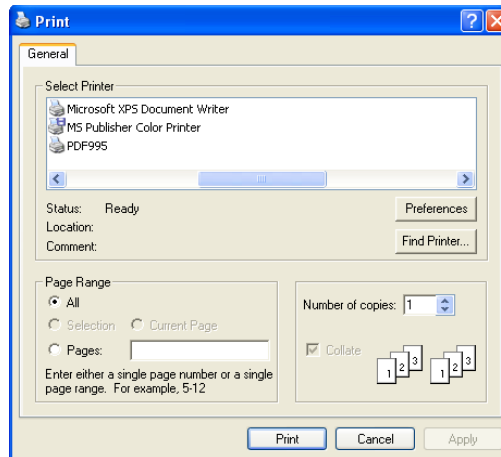 Print
General
Select Printer
Microsoft XPS Document Writer
MS Publisher Color Printer
PDF995
Status: Ready
Location:
Comment:
Preferences
Find Printer...
Page Range
All
Selection Current Page
Pages:
Enter either a single page number or a single
page range. For example, 5-12
Number of copies: 1
Collate
1 2 3 1 2 3
Print Cancel Apply